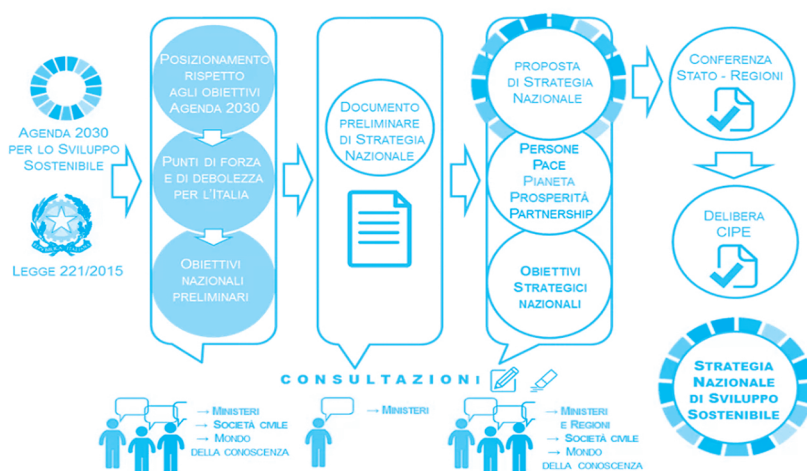 AGENDA 2030
PER LO SVILUPPO
SOSTENIBILE
LEGGE 221/2015
POSIZIONAMENTO
RISPETTO
AGLI OBIETTIVI
AGENDA 2030
PUNTI DI FORZA
E DI DEBOLEZZA
PER L'ITALIA
OBIETTIVI
NAZIONALI
PRELIMINARI
DOCUMENTO
PRELIMINARE
DI STRATEGIA
NAZIONALE
PROPOSTA
DI STRATEGIA
NAZIONALE
PERSONE
PACE
PIANETA
PROSPERITÀ
PARTNERSHIP
OBIETTIVI
STRATEGICI
NAZIONALI
CONFERENZA
STATO - REGIONI
DELIBERA
CIPE
STRATEGIA
NAZIONALE
DI SVILUPPO
SOSTENIBILE
CONSULTAZIONI
→ MINISTERI
→ SOCIETÀ CIVILE
→ MONDO
DELLA CONOSCENZA
→ MINISTERI
→ MINISTERI
E REGIONI
→ SOCIETÀ CIVILE
→ MONDO
DELLA CONOSCENZA